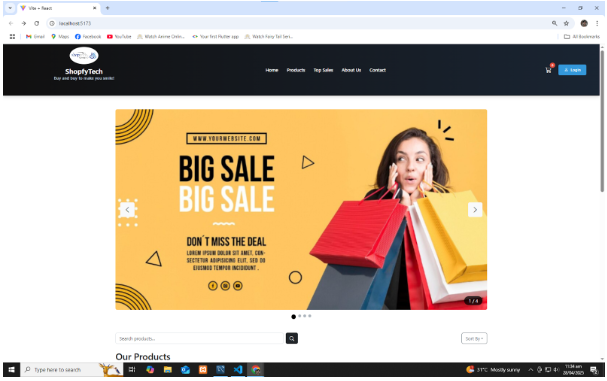 Vite + React
localhost:5173
Gmail
Maps
Facebook
YouTube
Watch Anime Onlin...
Your first Flutter app
Watch Fairy Tail Seri...
All Bookmarks
ShopfyTech
Buy and buy to make you smile!
Home
Products
Top Sales
About Us
Contact
Login
WWW.YOURWEBSITE.COM
BIG SALE
BIG SALE
DON´T MISS THE DEAL
LOREM IPSUM DOLOR SIT AMET, CON-
SECTETUR ADIPISCING ELIT, SED DO
EIUSMOD TEMPOR INCIDIDUNT .
1 / 4
Search products...
Sort by
Our Products
Type here to search
31°C Mostly sunny
11:34 am
28/04/2025